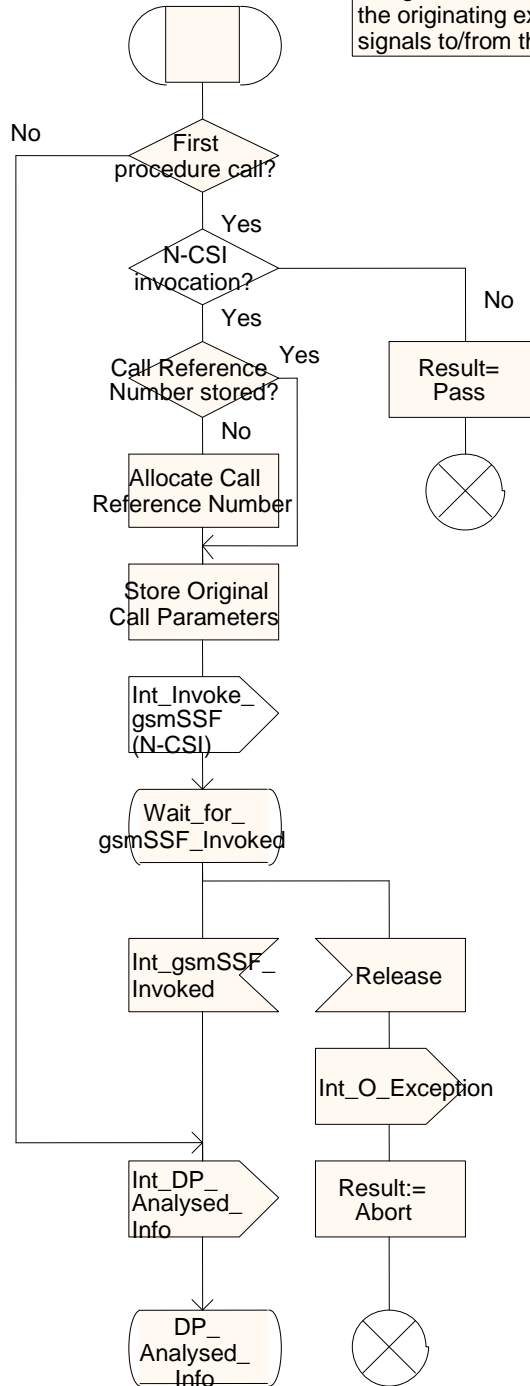 the originating ex
signals to/from th
No
First
procedure call?
Yes
N-CSI
invocation?
No
Yes
Call Reference
Number stored?
Yes
Result=
Pass
No
Allocate Call
Reference Number
Store Original
Call Parameters
Int_Invoke_
gsmSSF
(N-CSI)
Wait_for_
gsmSSF_Invoked
Int_gsmSSF_
Invoked
Release
Int_O_Exception
Int_DP_
Analysed_
Info
Result:=
Abort
DP_
Analysed_
Info